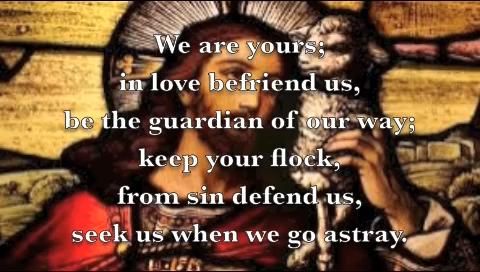 We are yours;
in love befriend us,
be the guardian of our way;
keep your flock,
from sin defend us,
seek us when we go astray.